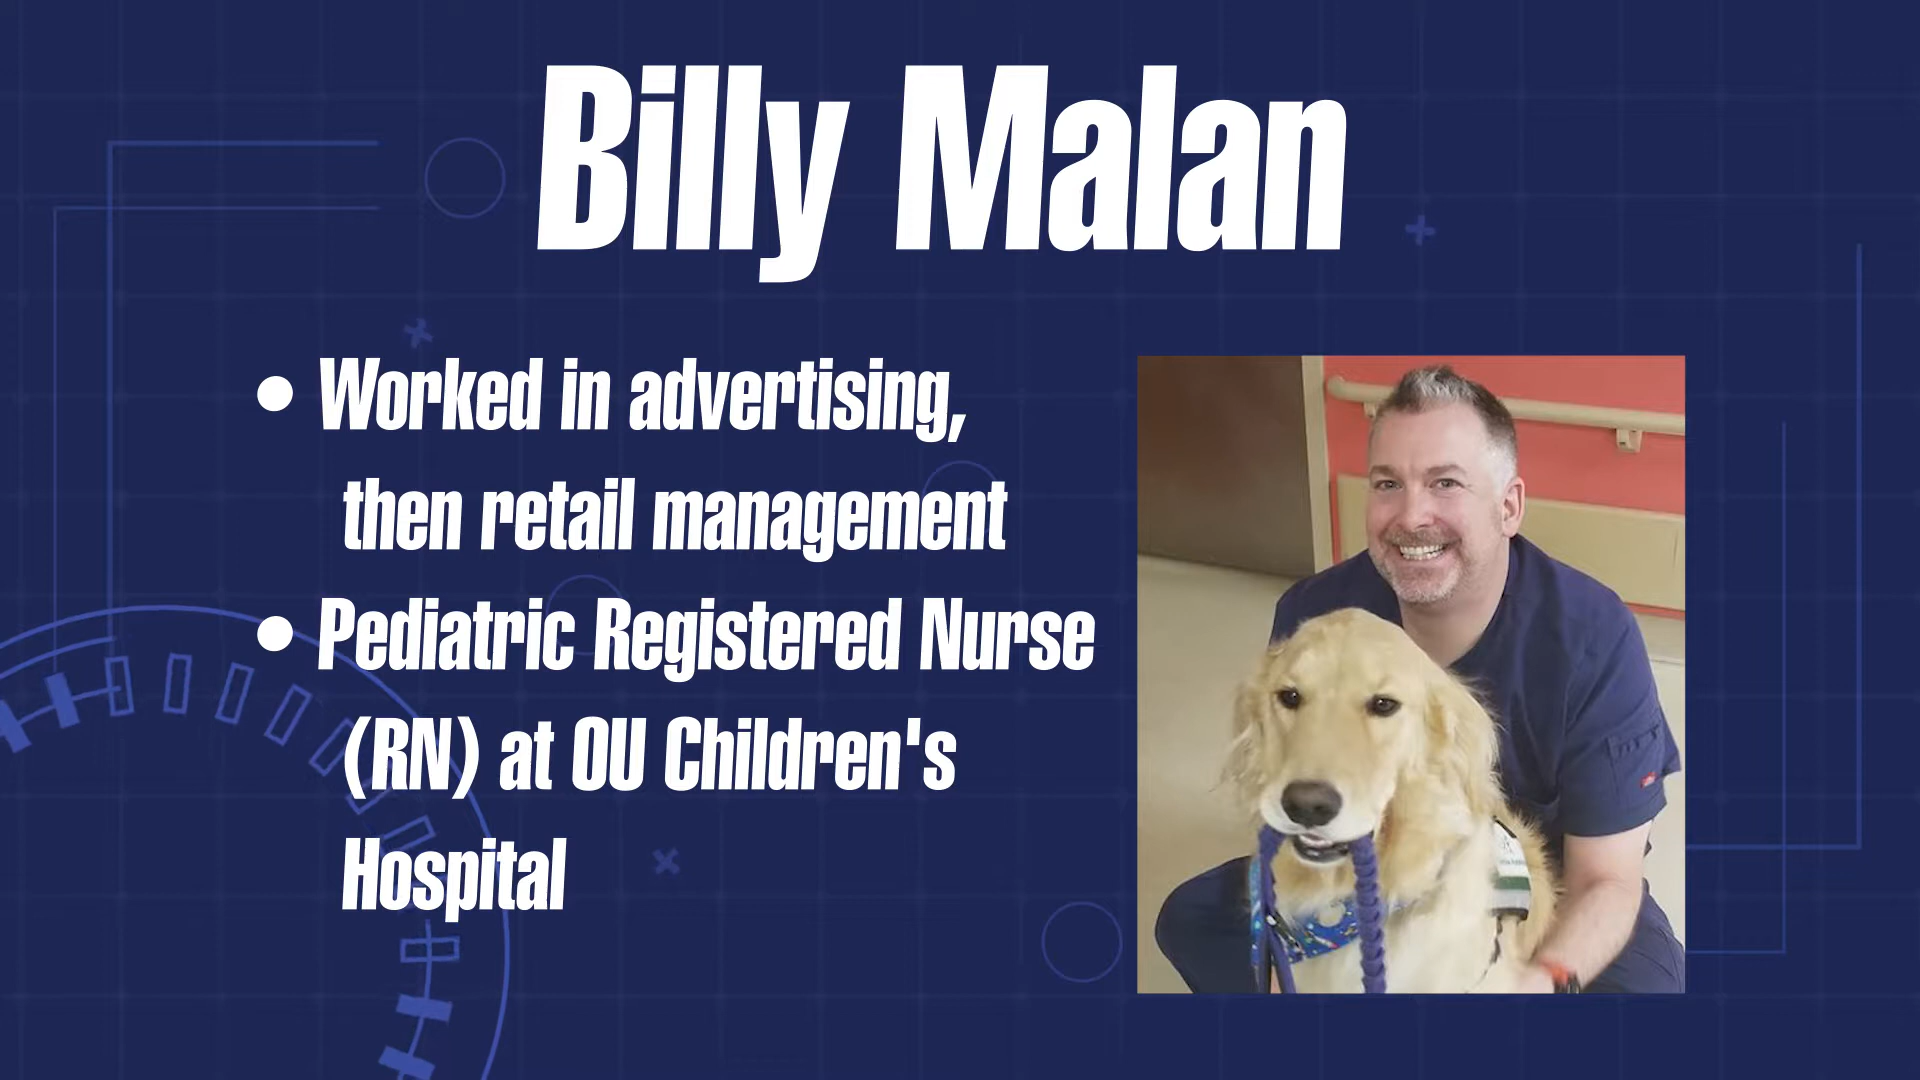 Billy Malan
• Worked in advertising,
then retail management
• Pediatric Registered Nurse
(RN) at OU Children's
Hospital